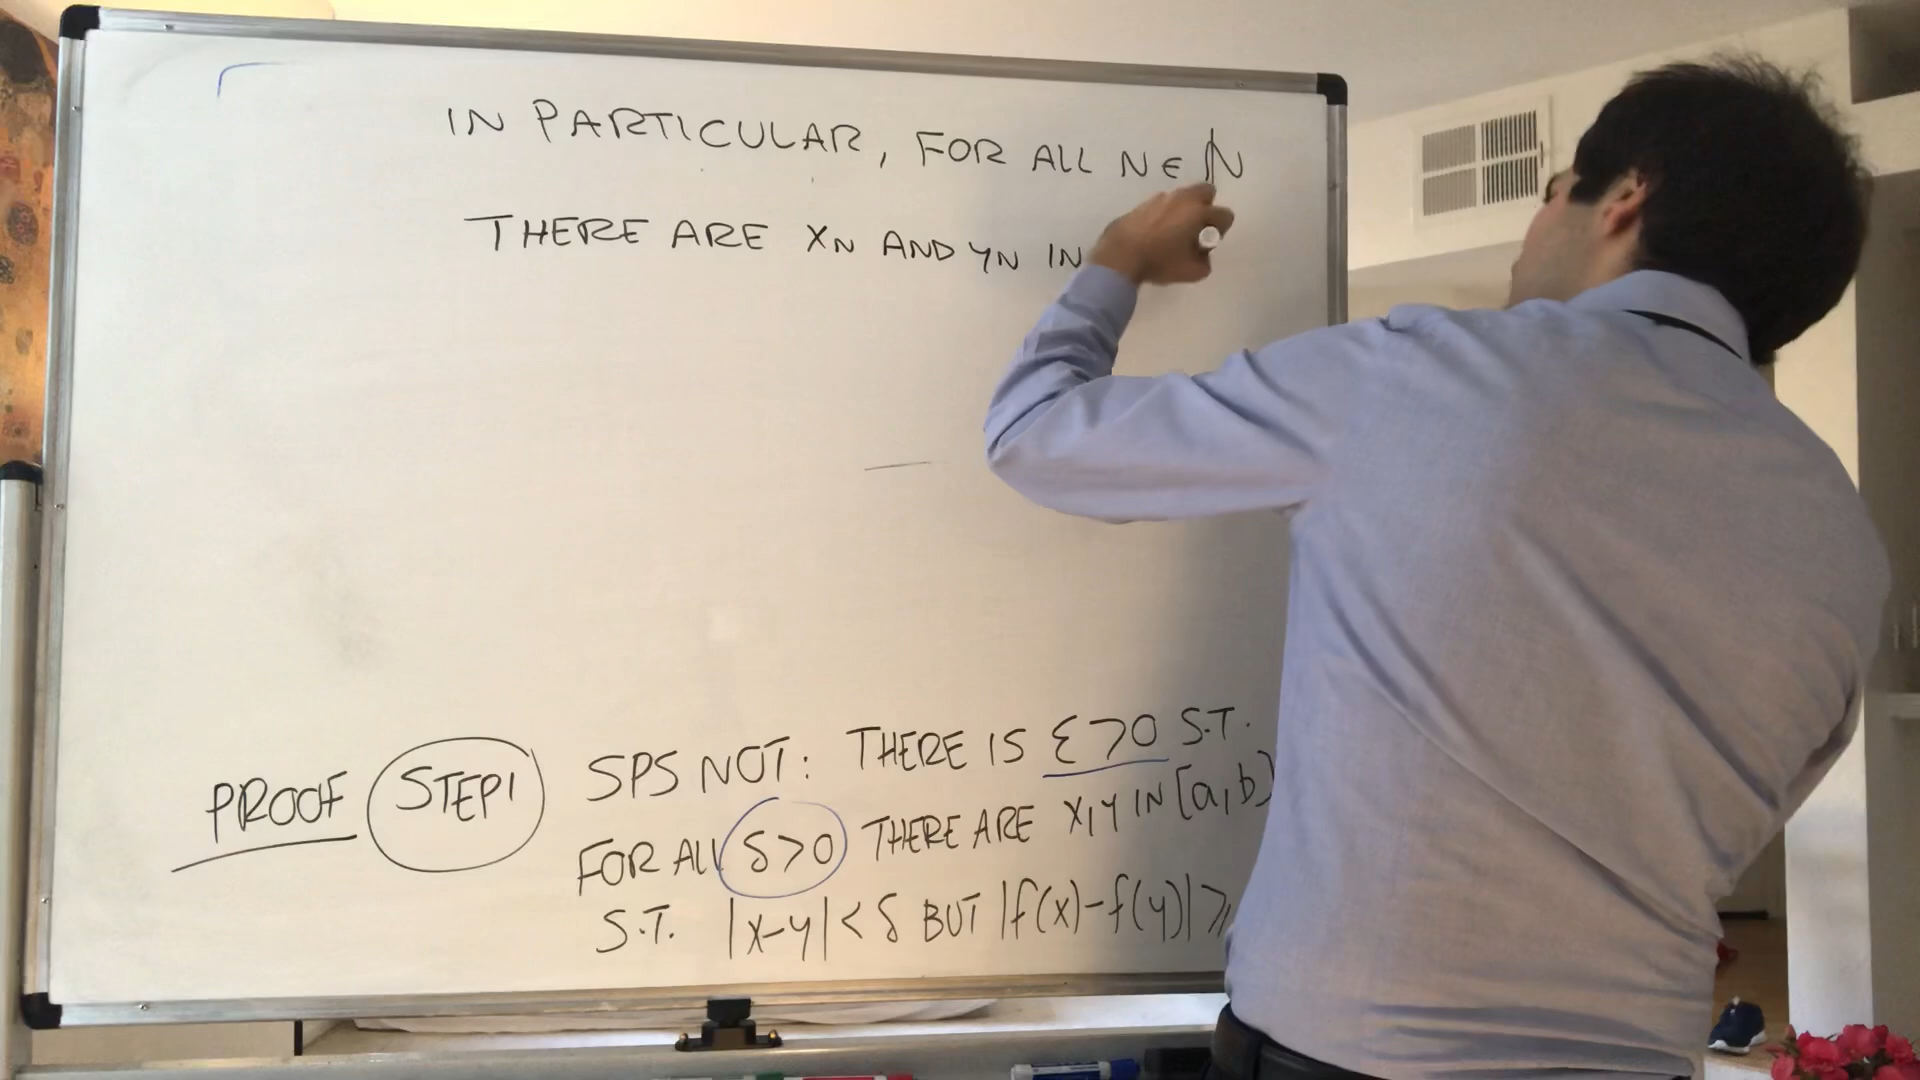 IN PARTICULAR, FOR ALL N ∈ ℕ
THERE ARE XN AND YN IN
PROOF STEP1 SPS NOT: THERE IS ε>0 S.T.
FOR ALL δ>0 THERE ARE X,Y IN [a,b]
S.T. |x-y|<δ BUT |f(x)-f(y)|≥